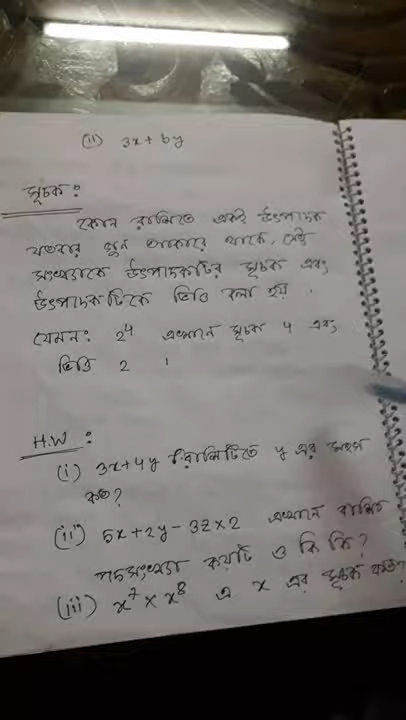 (ii) 3x + by
সূচক :
কোন রাশিতে একই উৎপাদক
যতবার গুন আকারে থাকে, সেই
সংখ্যাকে উৎপাদকটির সূচক এবং
উৎপাদকটিকে ভিত্তি বলা হয়।
যেমন: 2⁴ এখানে সূচক 4 এবং
ভিত্তি 2 ।
H.W :
(i) 3x+4y রাশিটিতে y এর সহগ
কত?
(ii) 5x+2y-3z×2 এখানে রাশির
পদসংখ্যা কয়টি ও কি কি?
(iii) x⁷ × x⁸ এ x এর সূচক কত?